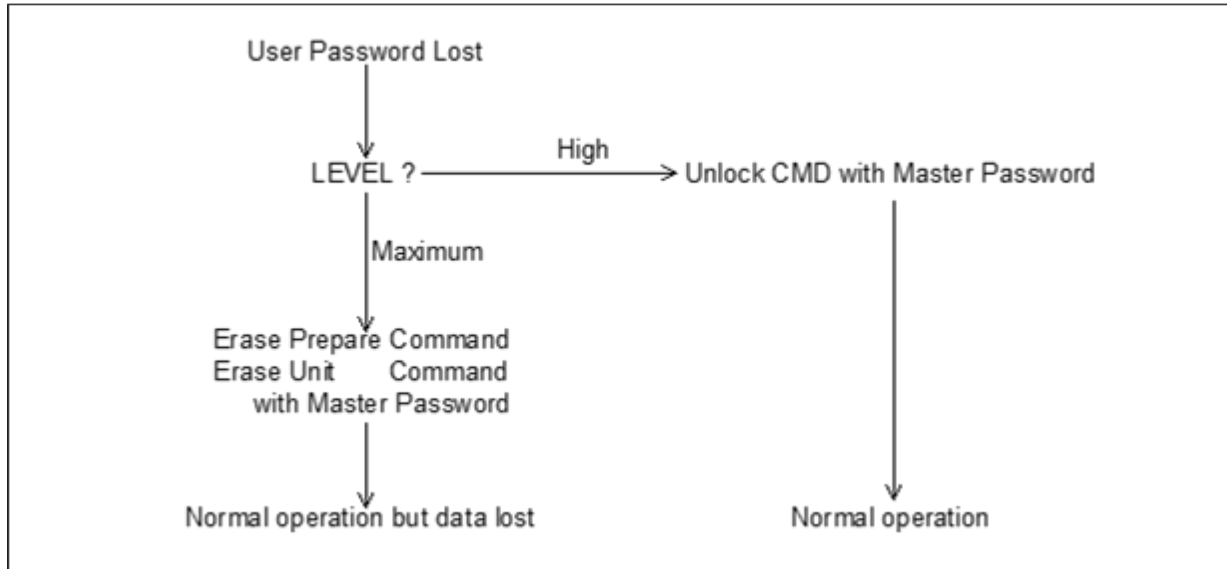 User Password Lost
LEVEL ?
High
Unlock CMD with Master Password
Maximum
Erase Prepare Command
Erase Unit Command
with Master Password
Normal operation but data lost
Normal operation